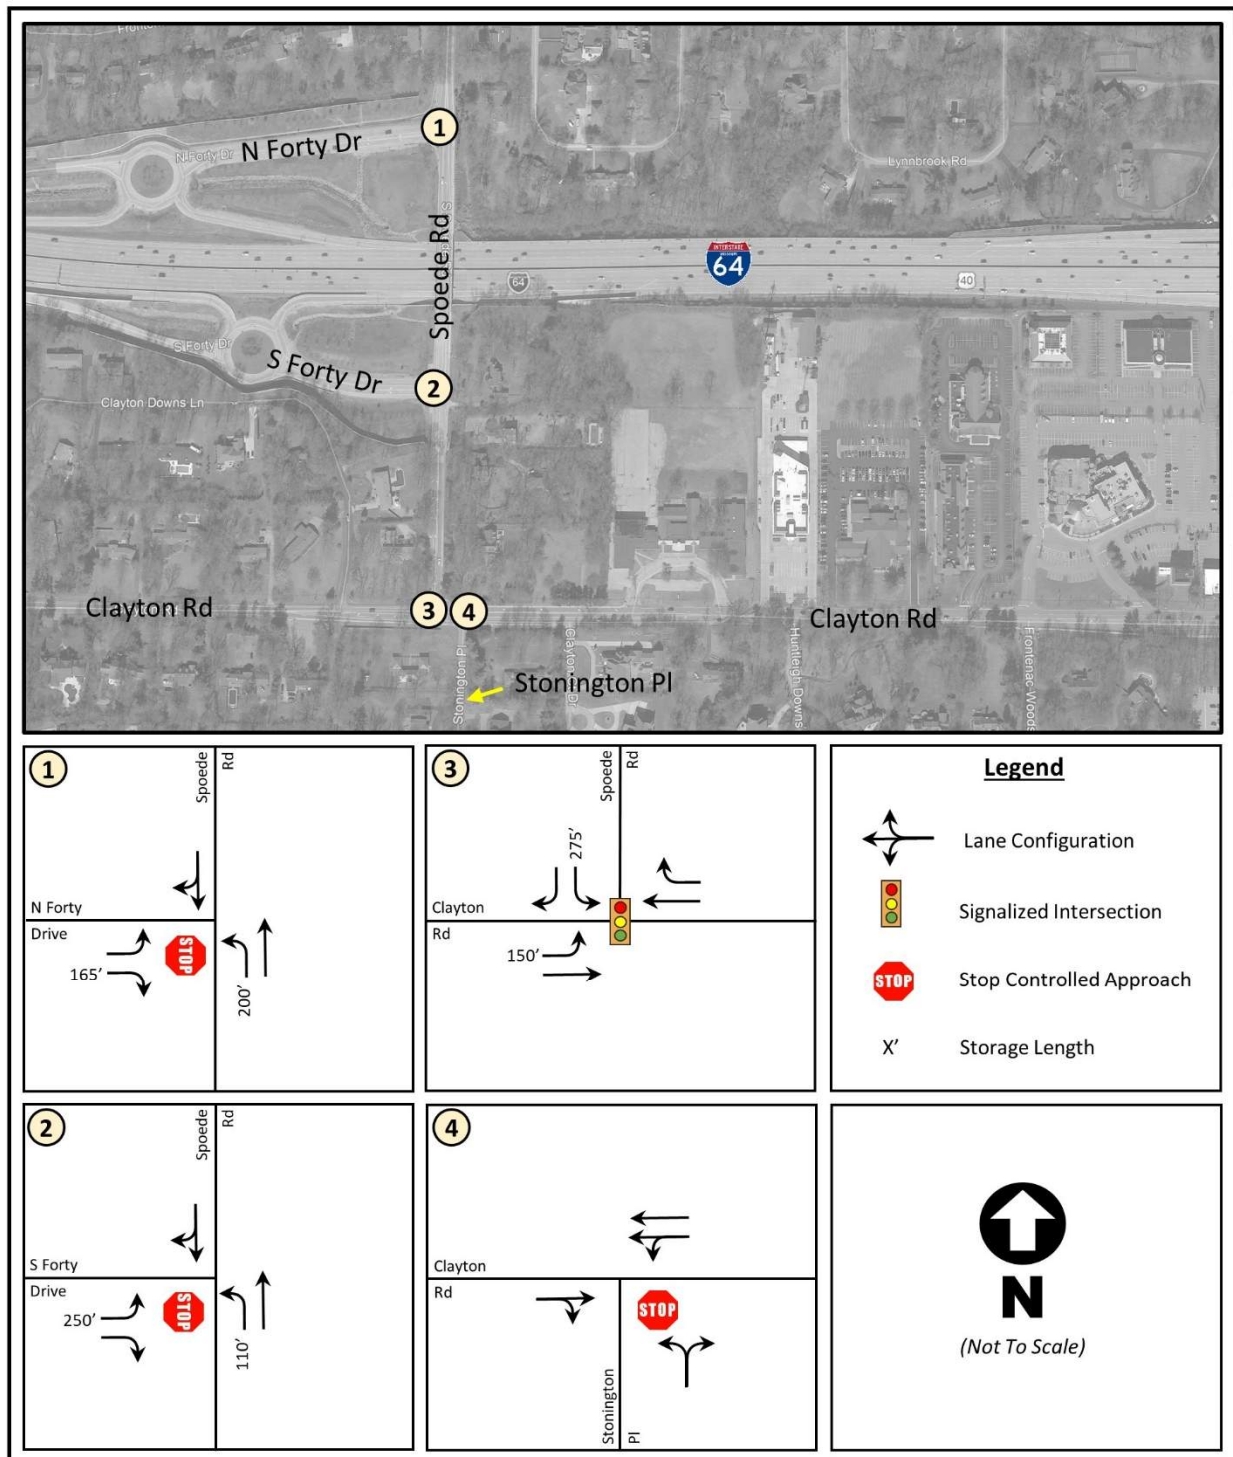 1
N Forty Dr
N Forty Dr
Lynnbrook Rd
Spoede Rd
INTERSTATE
MISSOURI
64
64
40
S Forty Dr
S Forty Dr
2
Clayton Downs Ln
Clayton Rd
3
4
Clayton Rd
Stonington Pl
Stonington Pl
Huntleigh Downs
Frontenac Woods
1
Spoede
Rd
N Forty
Drive
165'
STOP
200'
3
Spoede
Rd
275'
Clayton
Rd
150'
Legend
Lane Configuration
Signalized Intersection
STOP
Stop Controlled Approach
X'
Storage Length
2
Spoede
Rd
S Forty
Drive
250'
STOP
110'
4
Clayton
Rd
STOP
Stonington
Pl
N
(Not To Scale)